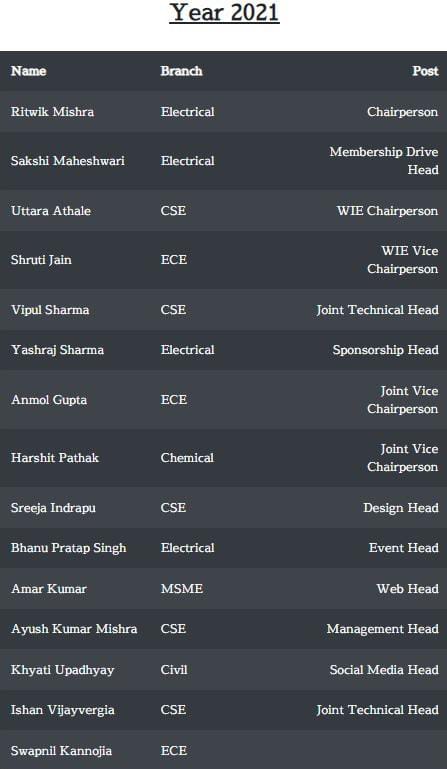 Year 2021
Name Branch Post
Ritwik Mishra Electrical Chairperson
Sakshi Maheshwari Electrical Membership Drive
Head
Uttara Athale CSE WIE Chairperson
Shruti Jain ECE WIE Vice
Chairperson
Vipul Sharma CSE Joint Technical Head
Yashraj Sharma Electrical Sponsorship Head
Anmol Gupta ECE Joint Vice
Chairperson
Harshit Pathak Chemical Joint Vice
Chairperson
Sreeja Indrapu CSE Design Head
Bhanu Pratap Singh Electrical Event Head
Amar Kumar MSME Web Head
Ayush Kumar Mishra CSE Management Head
Khyati Upadhyay Civil Social Media Head
Ishan Vijayvergia CSE Joint Technical Head
Swapnil Kannojia ECE